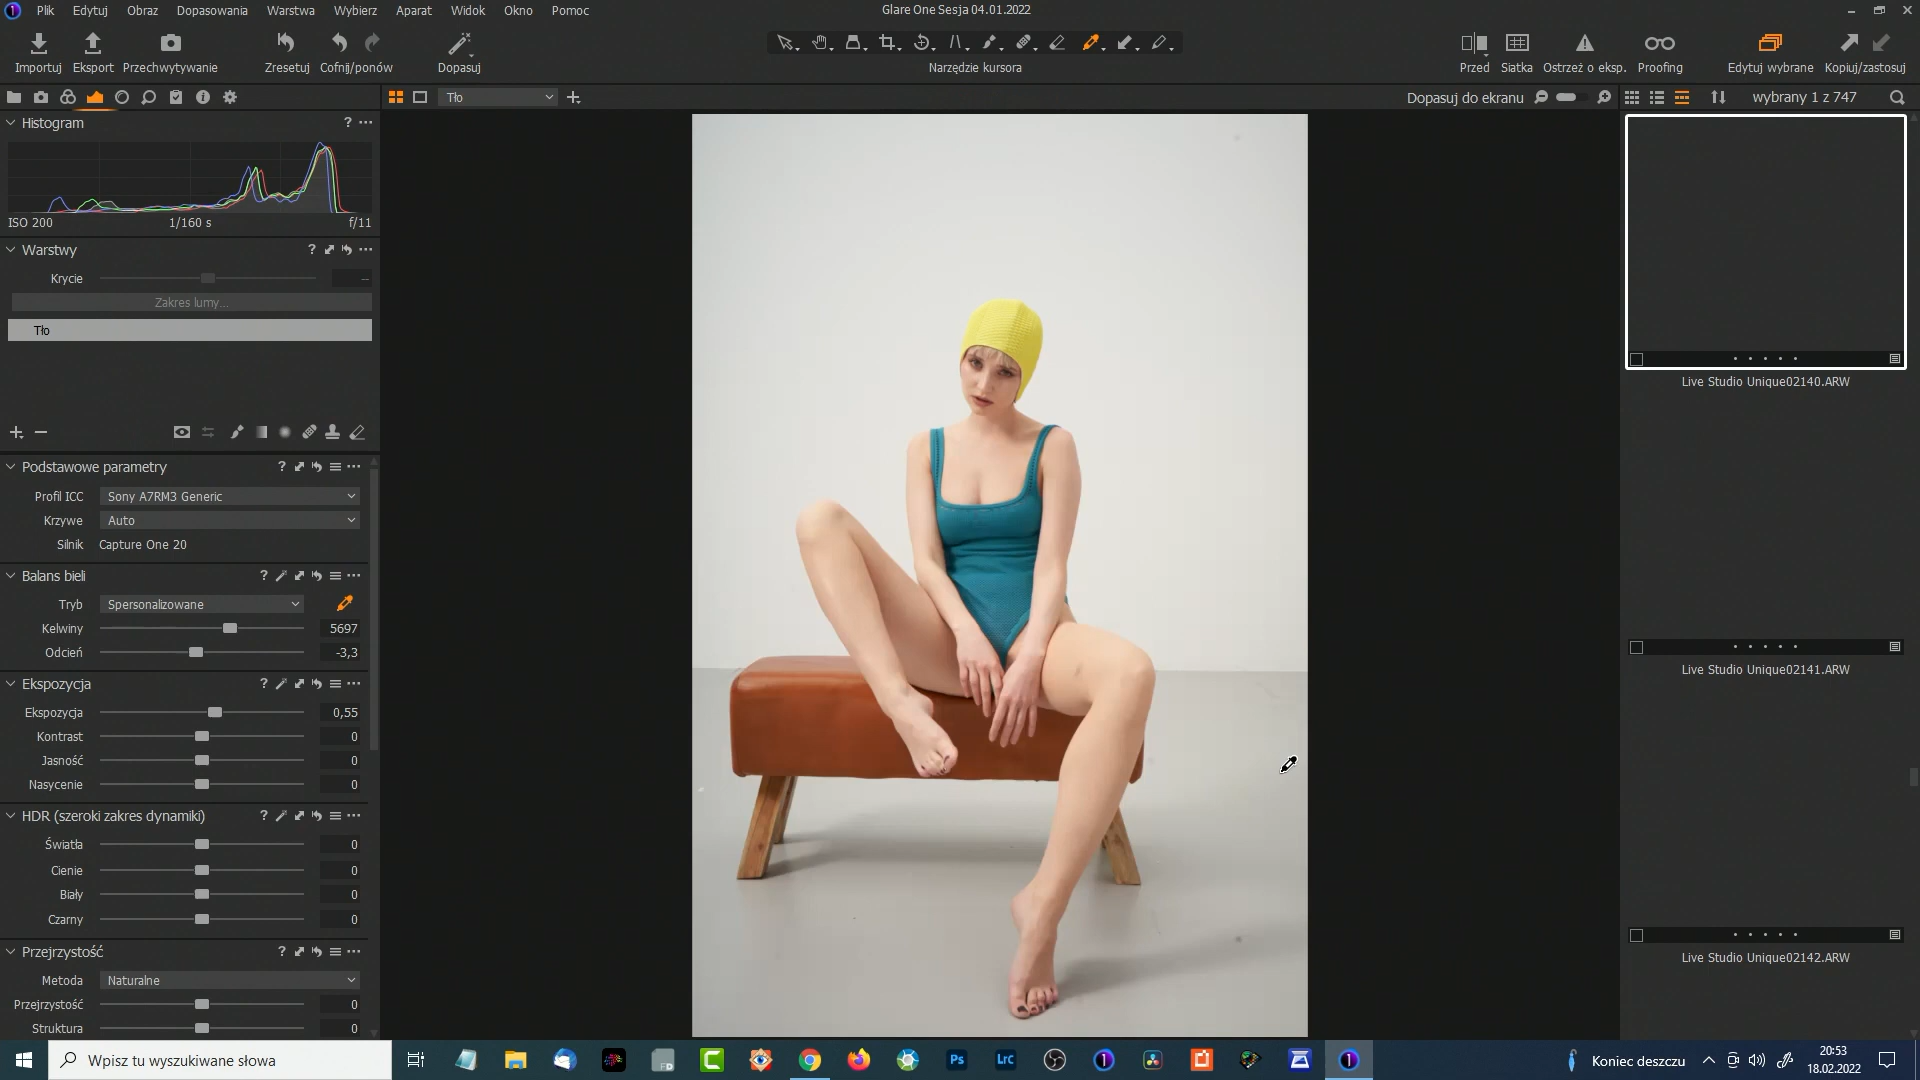 Plik Edytuj Obraz Dopasowania Warstwa Wybierz Aparat Widok Okno Pomoc
Glare One Sesja 04.01.2022
Importuj Eksport Przechwytywanie Zresetuj Cofnij/ponów Dopasuj
Narzędzie kursora
Przed Siatka Ostrzeż o eksp. Proofing Edytuj wybrane Kopiuj/zastosuj
Tło
Dopasuj do ekranu
wybrany 1 z 747
Histogram
ISO 200 1/160 s f/11
Warstwy
Krycie --
Zakres lumy...
Tło
Podstawowe parametry
Profil ICC Sony A7RM3 Generic
Krzywe Auto
Silnik Capture One 20
Balans bieli
Tryb Spersonalizowane
Kelwiny 5697
Odcień -3,3
Ekspozycja
Ekspozycja 0,55
Kontrast 0
Jasność 0
Nasycenie 0
HDR (szeroki zakres dynamiki)
Światła 0
Cienie 0
Biały 0
Czarny 0
Przejrzystość
Metoda Naturalne
Przejrzystość 0
Struktura 0
Live Studio Unique02140.ARW
Live Studio Unique02141.ARW
Live Studio Unique02142.ARW
Wpisz tu wyszukiwane słowa
FD
C
Ps
Lrc
1
1
Koniec deszczu
20:53
18.02.2022